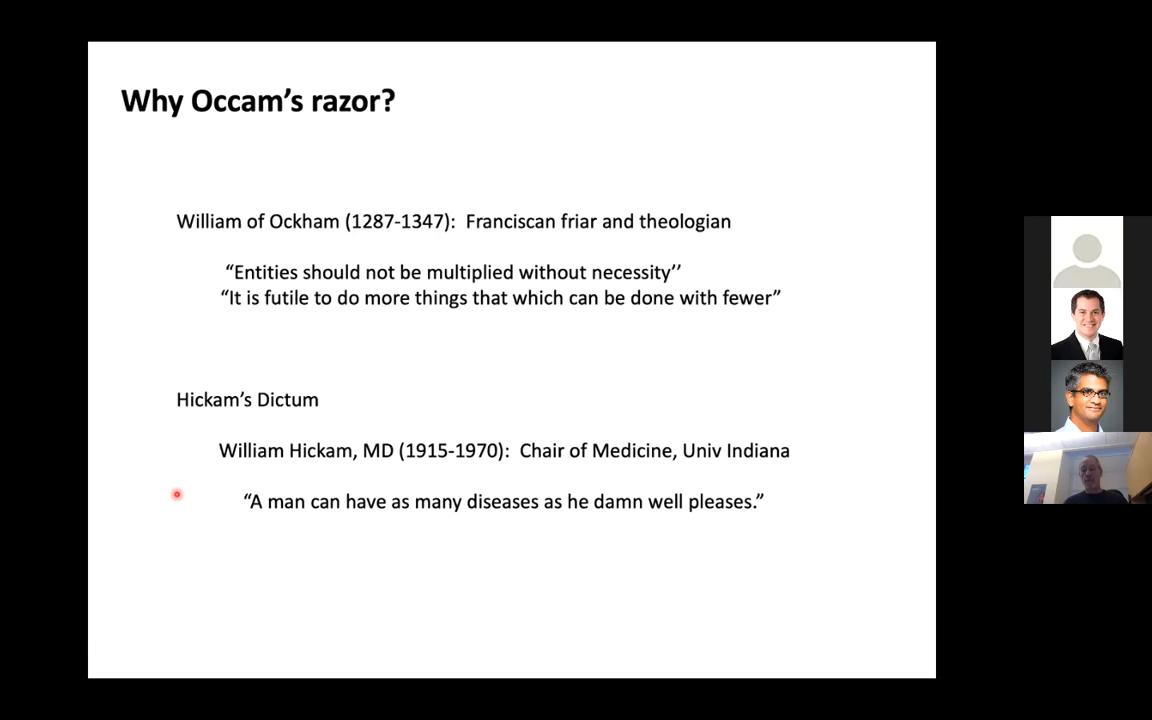 Why Occam’s razor?
William of Ockham (1287-1347):  Franciscan friar and theologian
“Entities should not be multiplied without necessity’’
“It is futile to do more things that which can be done with fewer”
Hickam’s Dictum
William Hickam, MD (1915-1970):  Chair of Medicine, Univ Indiana
“A man can have as many diseases as he damn well pleases.”